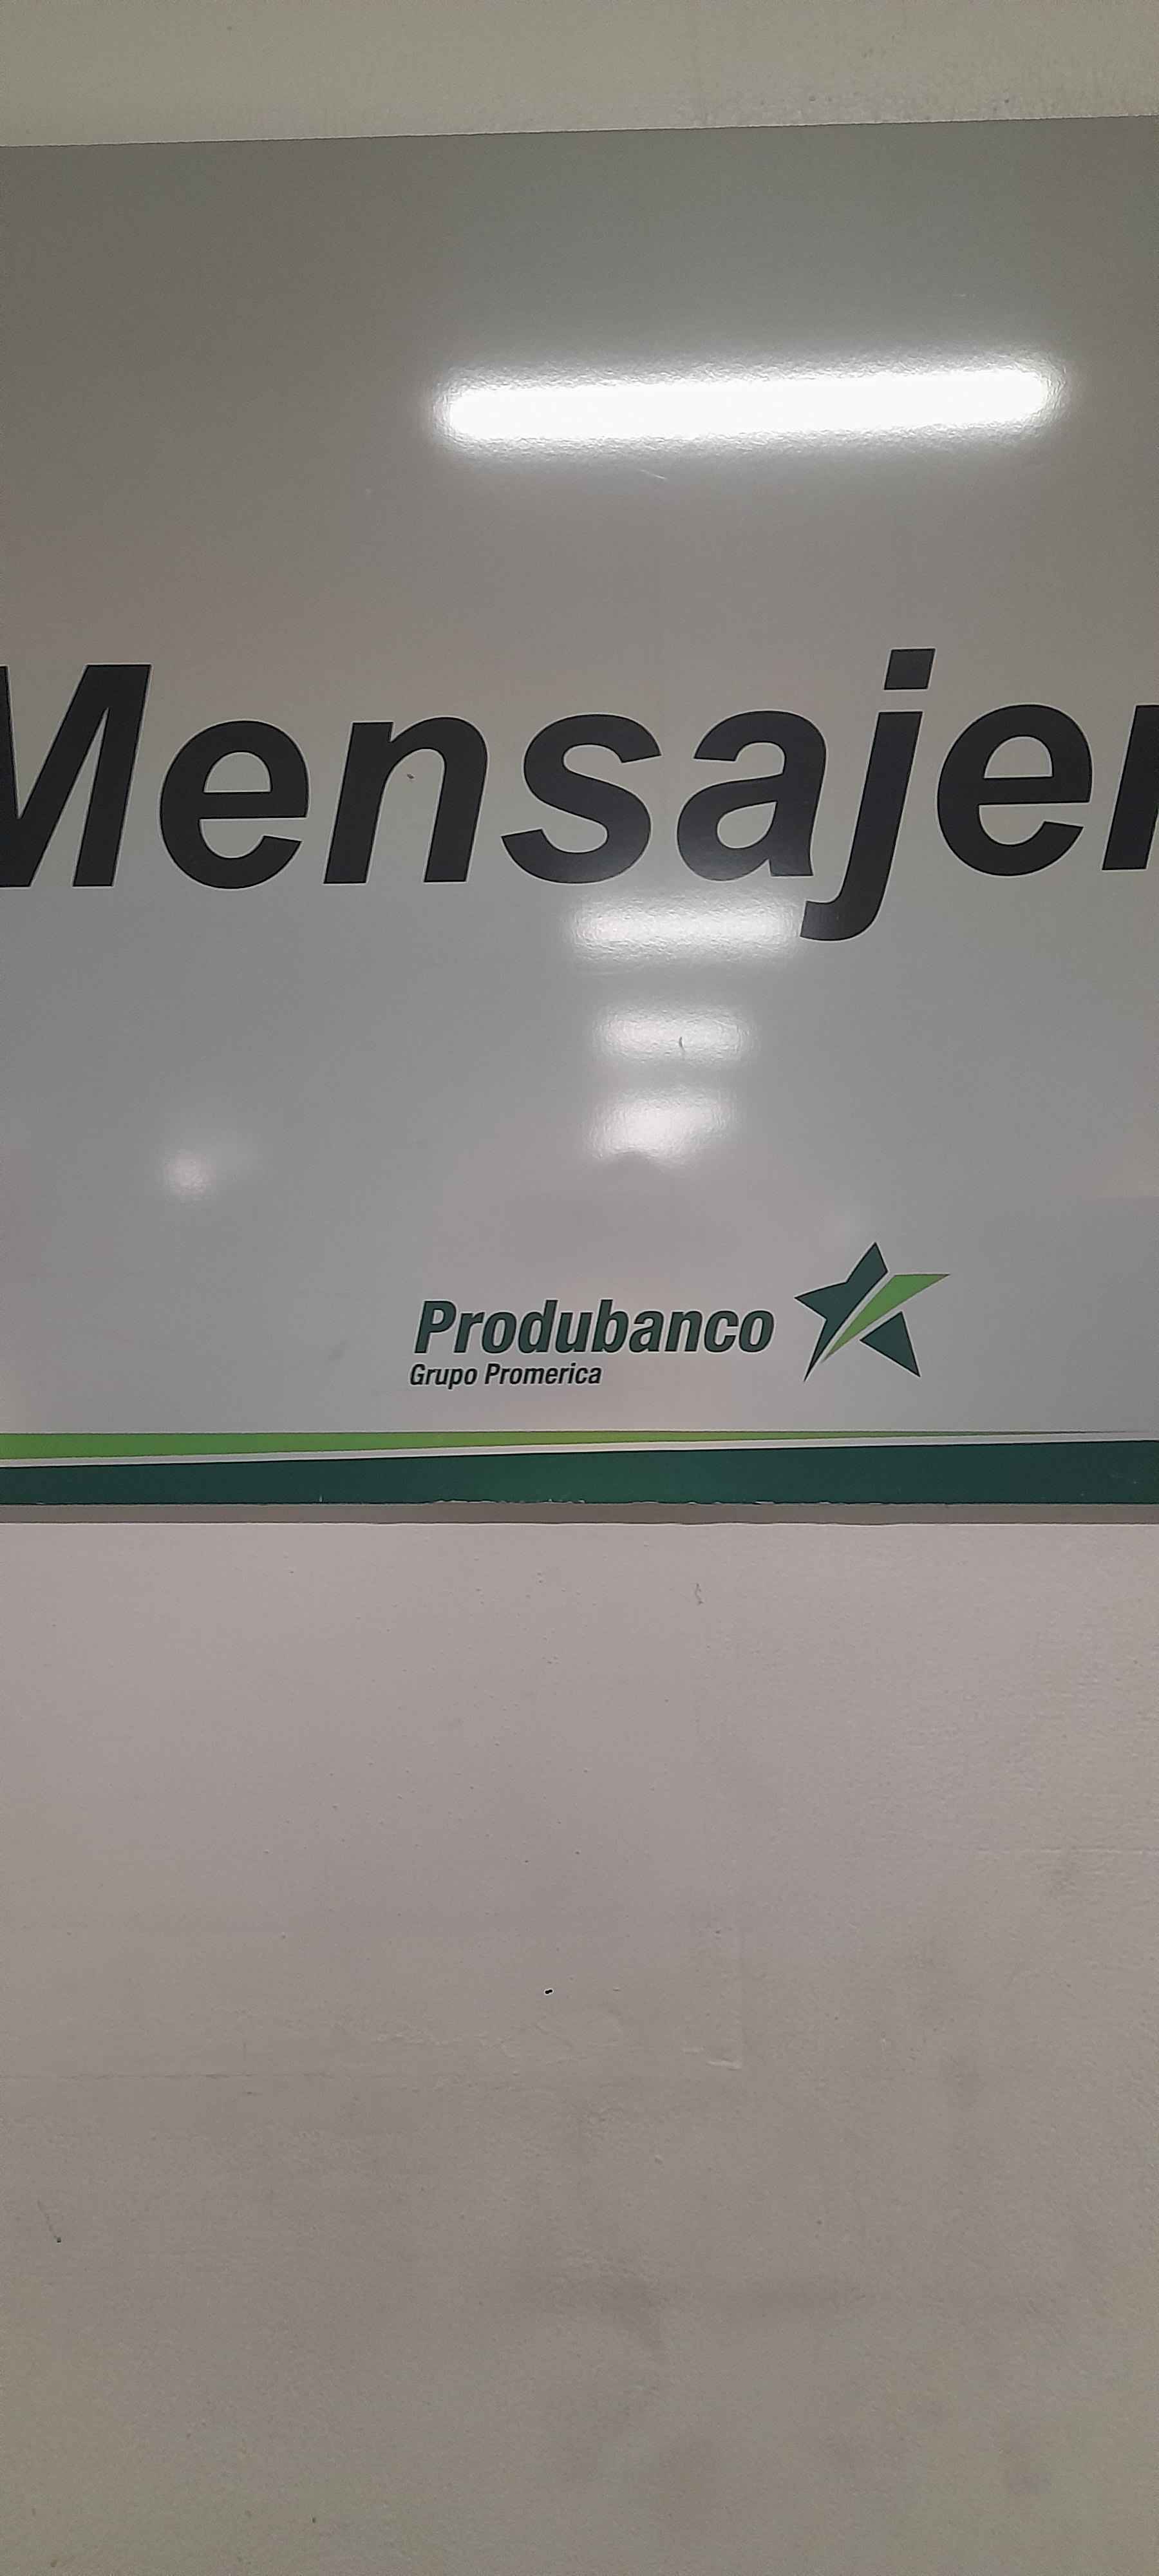 Mensajer
Produbanco
Grupo Promerica